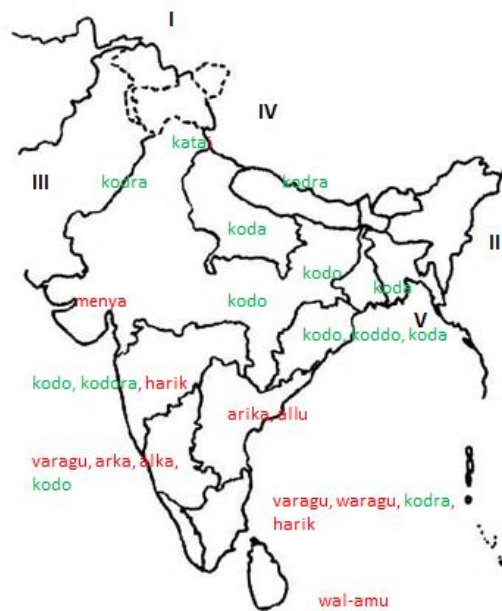 I
IV
katai
III
kodra
kodra
koda
II
kodo
koda
menya
kodo
V
kodo, koddo, koda
kodo, koddra, harik
arika, allu
varagu, arka, alka,
kodo
varagu, waragu, kodra,
harik
wal-amu